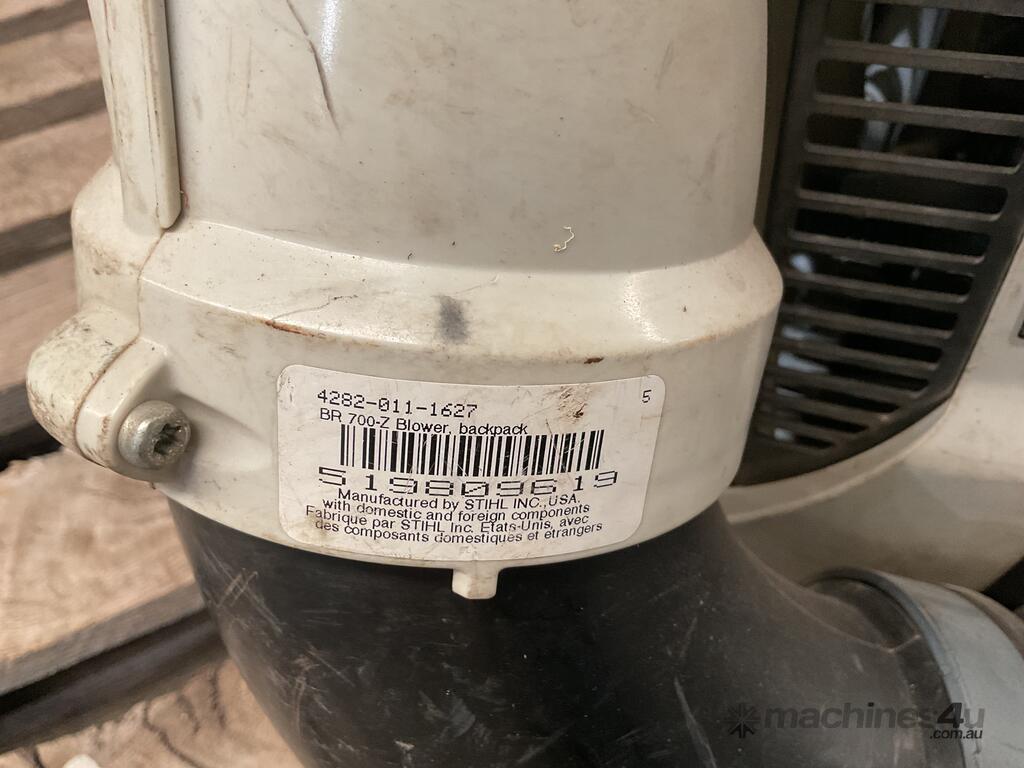 4282-011-1627
5
BR 700-Z Blower, backpack
519809619
Manufactured by STIHL INC., USA.
with domestic and foreign components
Fabrique par STIHL Inc. Etats-Unis, avec
des composants domestiques et etrangers
machines4u
.com.au